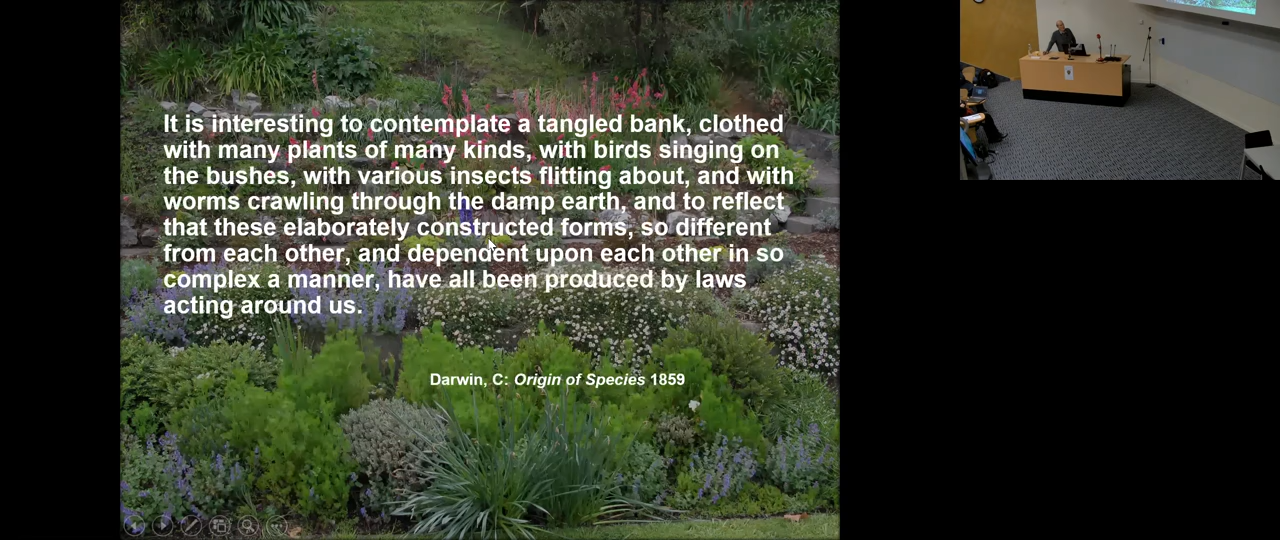 It is interesting to contemplate a tangled bank, clothed
with many plants of many kinds, with birds singing on
the bushes, with various insects flitting about, and with
worms crawling through the damp earth, and to reflect
that these elaborately constructed forms, so different
from each other, and dependent upon each other in so
complex a manner, have all been produced by laws
acting around us.
Darwin, C: Origin of Species 1859